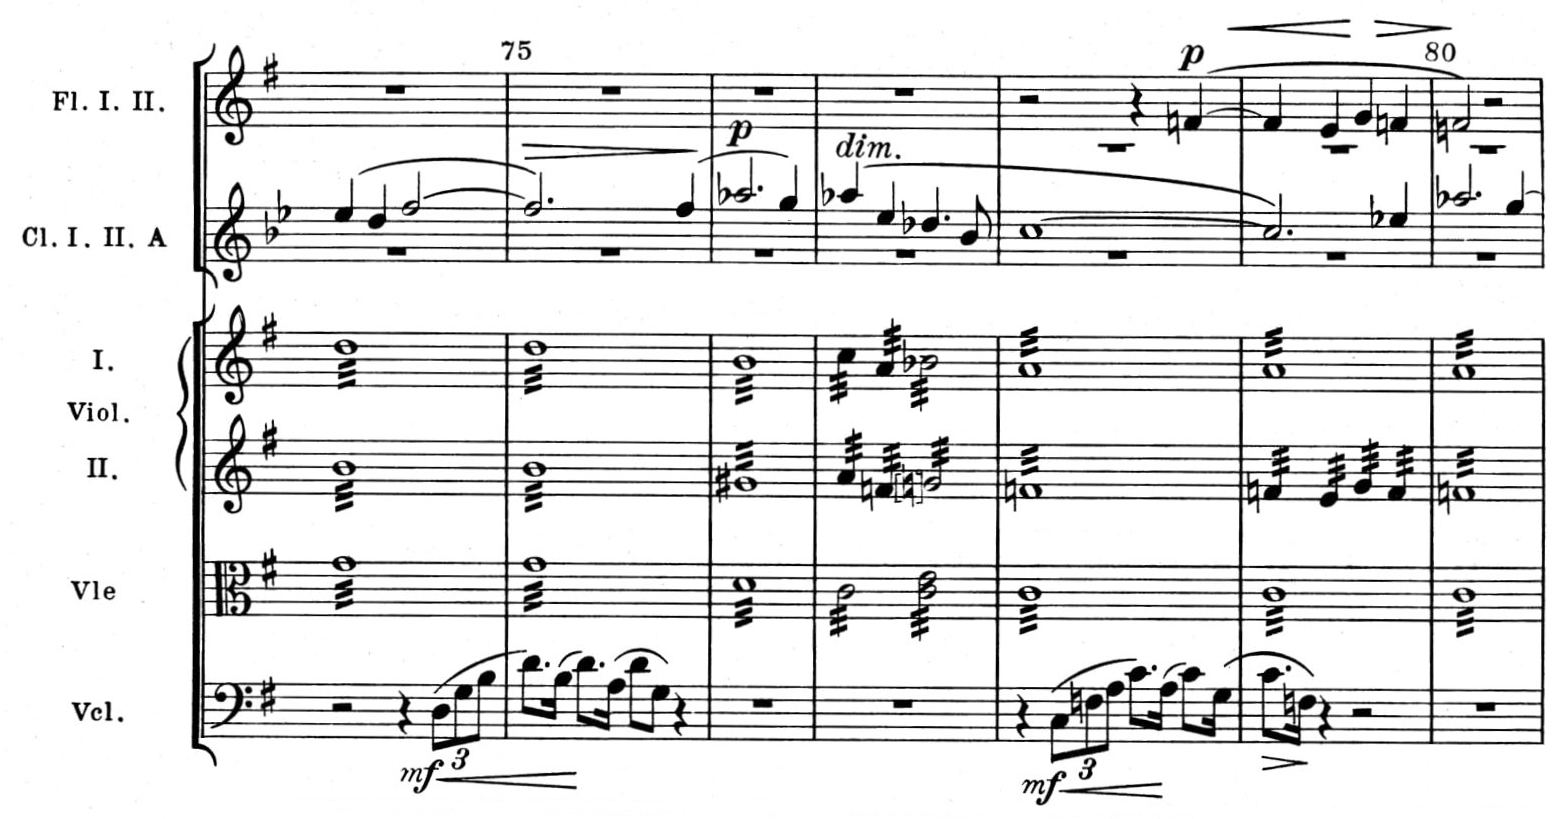 75
80
p
Fl. I. II.
p
dim.
Cl. I. II. A
I.
Viol.
II.
Vle
Vcl.
3
mf
3
mf